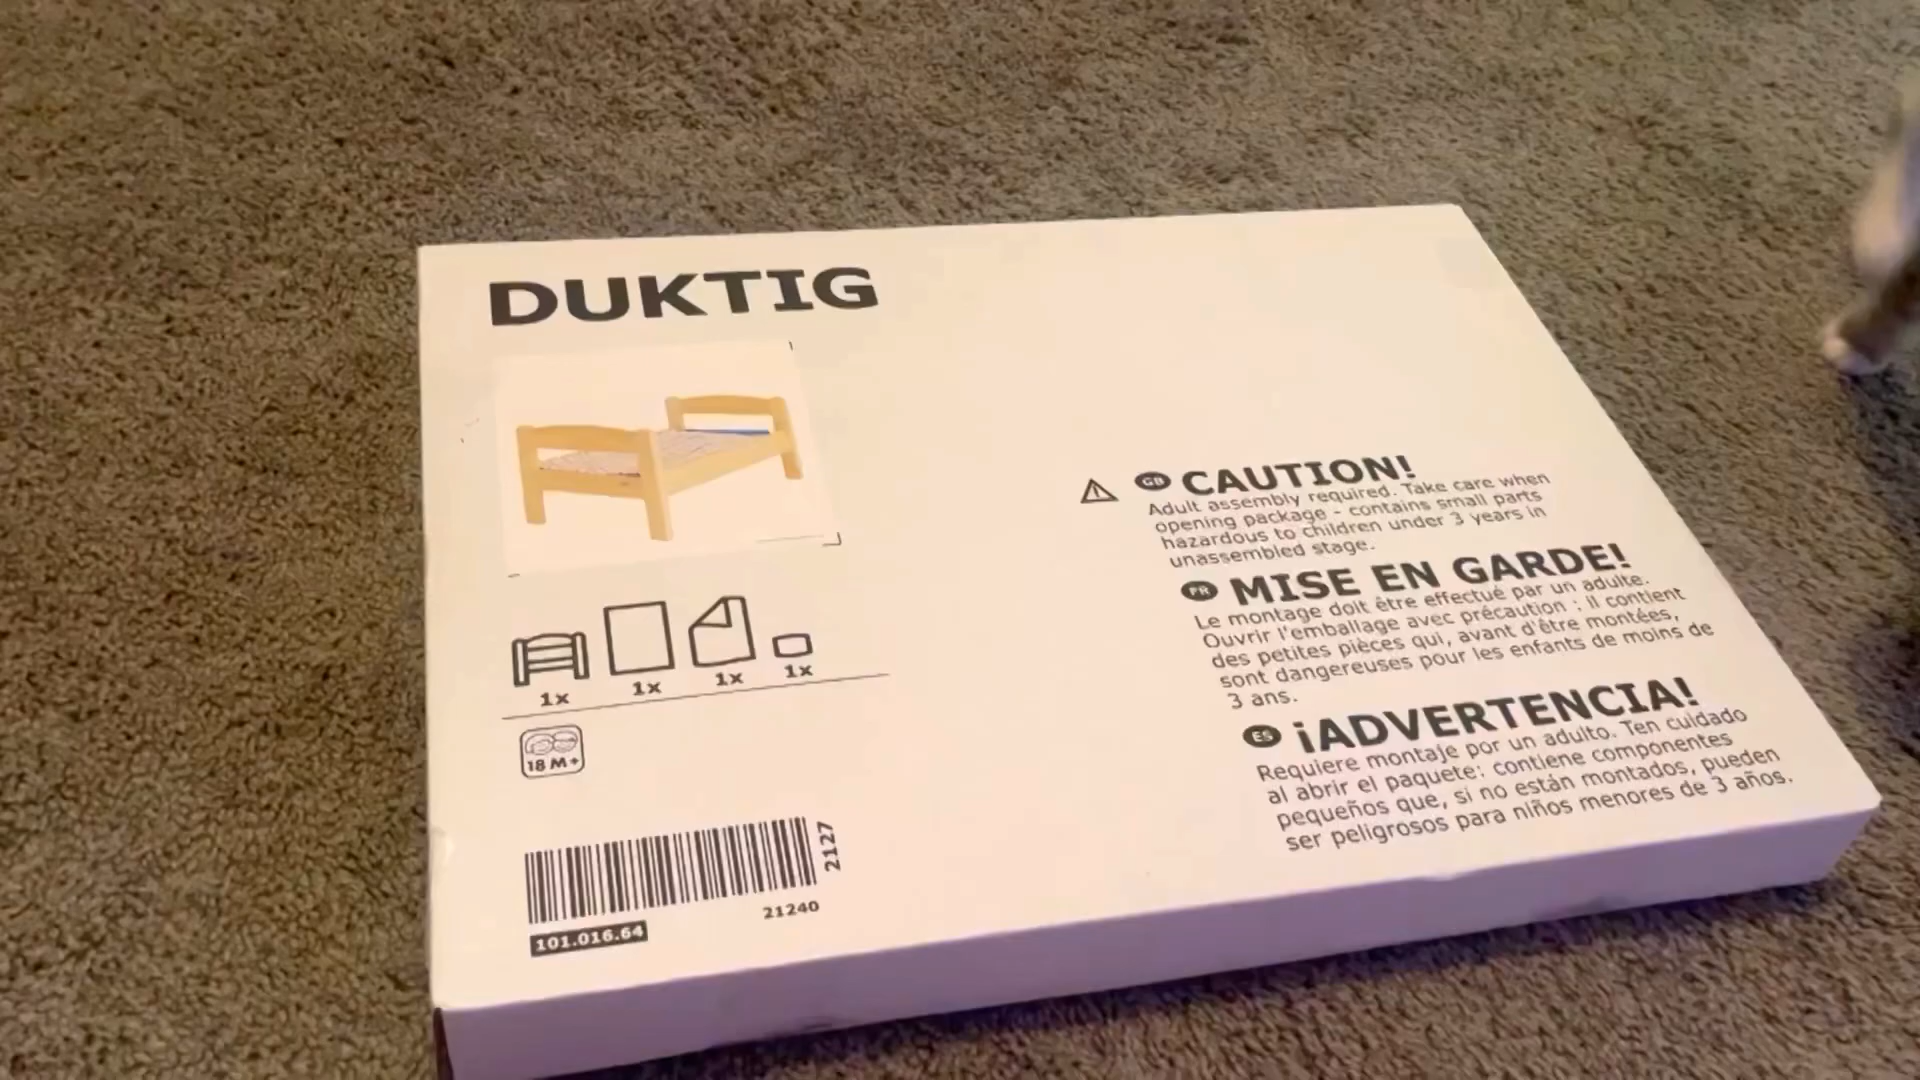 DUKTIG
1x
1x
1x
1x
18 M+
2127
21240
101.016.64
GB CAUTION!
Adult assembly required. Take care when
opening package - contains small parts
hazardous to children under 3 years in
unassembled stage.
FR MISE EN GARDE!
Le montage doit être effectué par un adulte.
Ouvrir l'emballage avec précaution : il contient
des petites pièces qui, avant d'être montées,
sont dangereuses pour les enfants de moins de
3 ans.
ES ¡ADVERTENCIA!
Requiere montaje por un adulto. Ten cuidado
al abrir el paquete: contiene componentes
pequeños que, si no están montados, pueden
ser peligrosos para niños menores de 3 años.